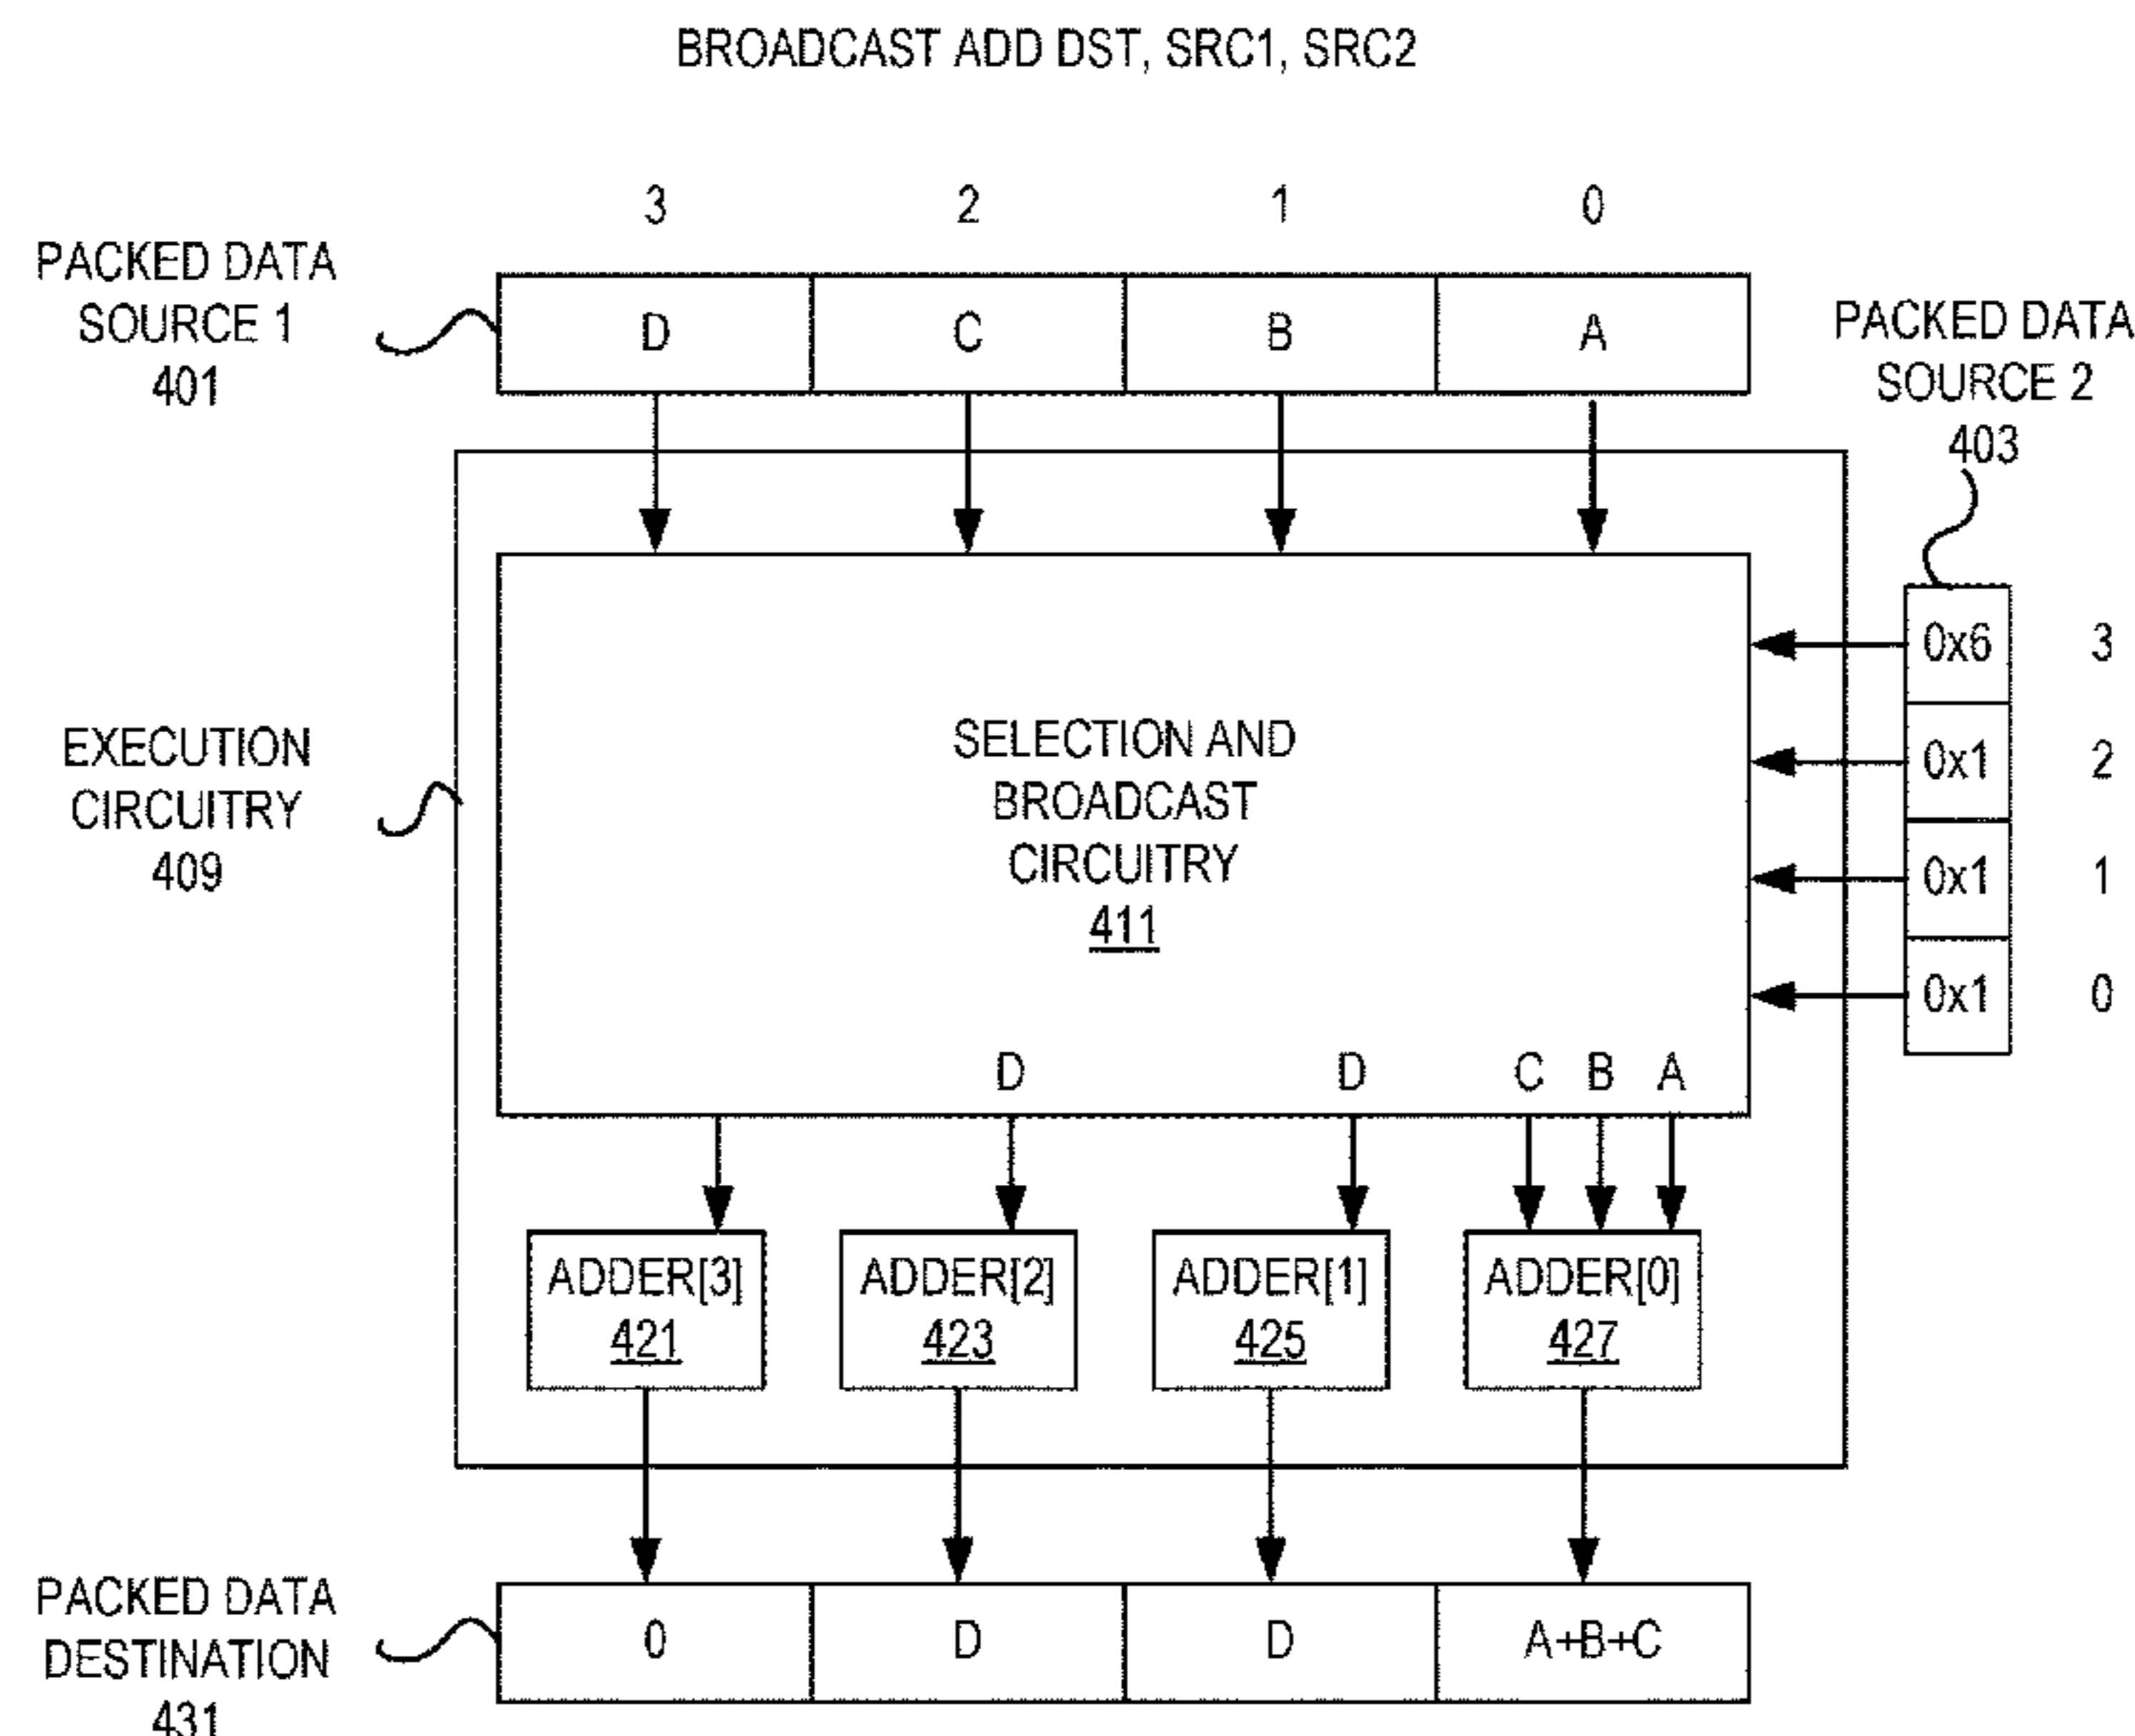 BROADCAST ADD DST, SRC1, SRC2
3 2 1 0
PACKED DATA
SOURCE 1
401
D C B A
PACKED DATA
SOURCE 2
403
0x6 3
0x1 2
0x1 1
0x1 0
EXECUTION
CIRCUITRY
409
SELECTION AND
BROADCAST
CIRCUITRY
411
D D C B A
ADDER[3] ADDER[2] ADDER[1] ADDER[0]
421 423 425 427
PACKED DATA
DESTINATION
431
0 D D A+B+C